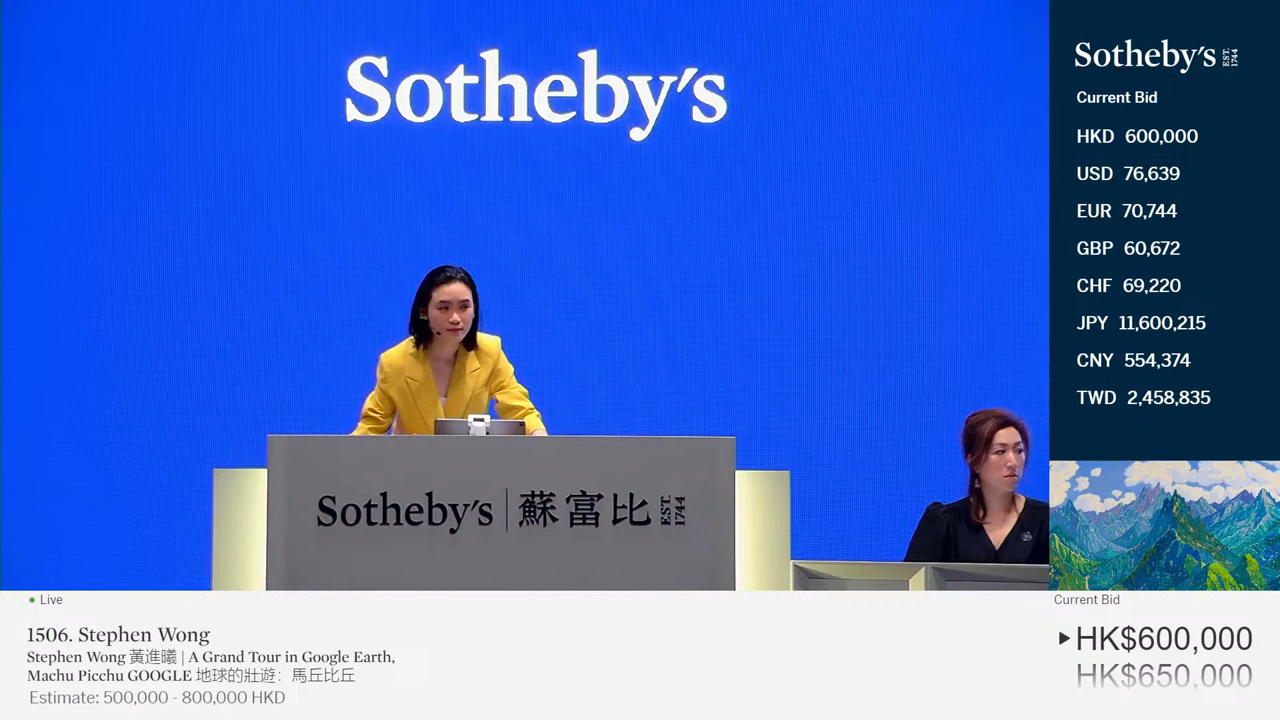 Sotheby's
Sotheby's | 蘇富比 EST. 1744
Sotheby's EST. 1744
Current Bid
HKD 600,000
USD 76,639
EUR 70,744
GBP 60,672
CHF 69,220
JPY 11,600,215
CNY 554,374
TWD 2,458,835
Live
1506. Stephen Wong
Stephen Wong 黃進曦 | A Grand Tour in Google Earth,
Machu Picchu GOOGLE 地球的壯遊：馬丘比丘
Estimate: 500,000 - 800,000 HKD
Current Bid
HK$600,000
HK$650,000